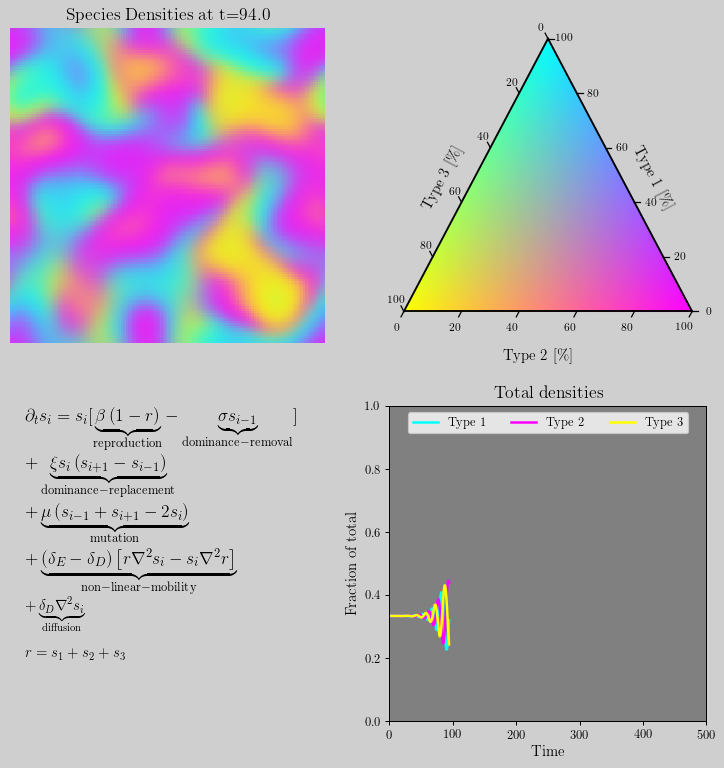 Species Densities at t=94.0
0
100
20
80
40
60
Type 3 [%]
Type 1 [%]
60
40
80
20
100
0
0 20 40 60 80 100
Type 2 [%]
∂ₜsᵢ = sᵢ[ β (1 − r) − σsᵢ₋₁ ]
reproduction dominance−removal
+ ξsᵢ (sᵢ₊₁ − sᵢ₋₁)
dominance−replacement
+ μ (sᵢ₋₁ + sᵢ₊₁ − 2sᵢ)
mutation
+ (δ_E − δ_D) [r∇²sᵢ − sᵢ∇²r]
non−linear−mobility
+ δ_D∇²sᵢ
diffusion
r = s₁ + s₂ + s₃
Total densities
Type 1 Type 2 Type 3
1.0
0.8
0.6
0.4
0.2
0.0
Fraction of total
0 100 200 300 400 500
Time